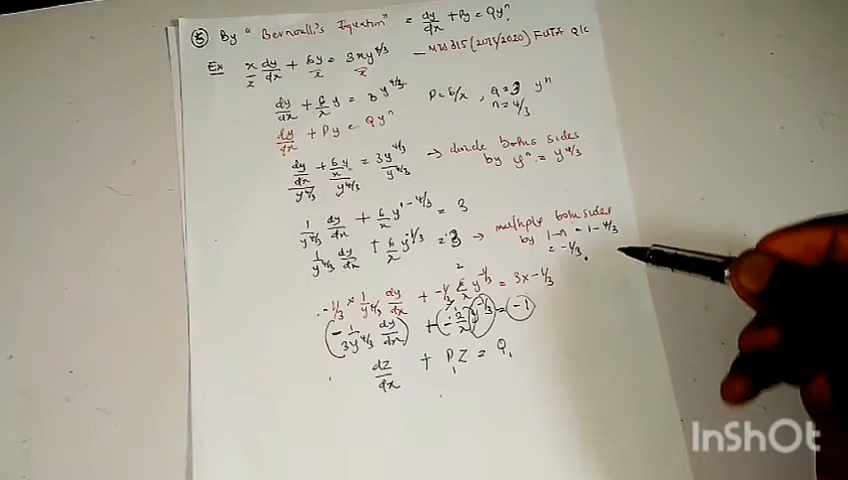 ⑤ By "Bernoulli's Equation" = dy/dx + Py = Qyⁿ.
Ex x/x dy/dx + 6y/x = 3xy^4/3/x — MTS 315 (2019/2020) FUTA Q1c
dy/dx + 6/x y = 3y^4/3. P = 6/x, Q = 3 yⁿ n = 4/3
dy/dx + Py = Qyⁿ
dy/dx/y^4/3 + 6y/x/y^4/3 = 3y^4/3/y^4/3 → divide boths sides by yⁿ = y^4/3
1/y^4/3 dy/dx + 6/x y^1-4/3 = 3
1/y^4/3 dy/dx + 6/x y^-1/3 = 3 → multiply both sides by 1-n = 1-4/3 = -1/3.
∴ -1/3 × 1/y^4/3 dy/dx + -1/3 6/x y^-1/3 = 3x-1/3
(-1/3y^4/3 dy/dx) + (-2/x) y^-1/3 = -1
dz/dx + P₁Z = Q₁
InShOt